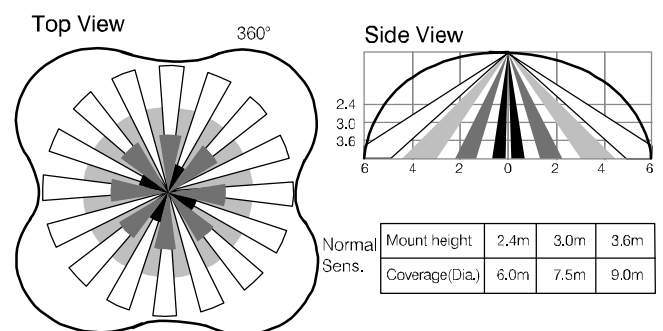 Top View
360°
Side View
2.4
3.0
3.6
6 4 2 0 2 4 6
Normal Sens.
Mount height 2.4m 3.0m 3.6m
Coverage(Dia.) 6.0m 7.5m 9.0m